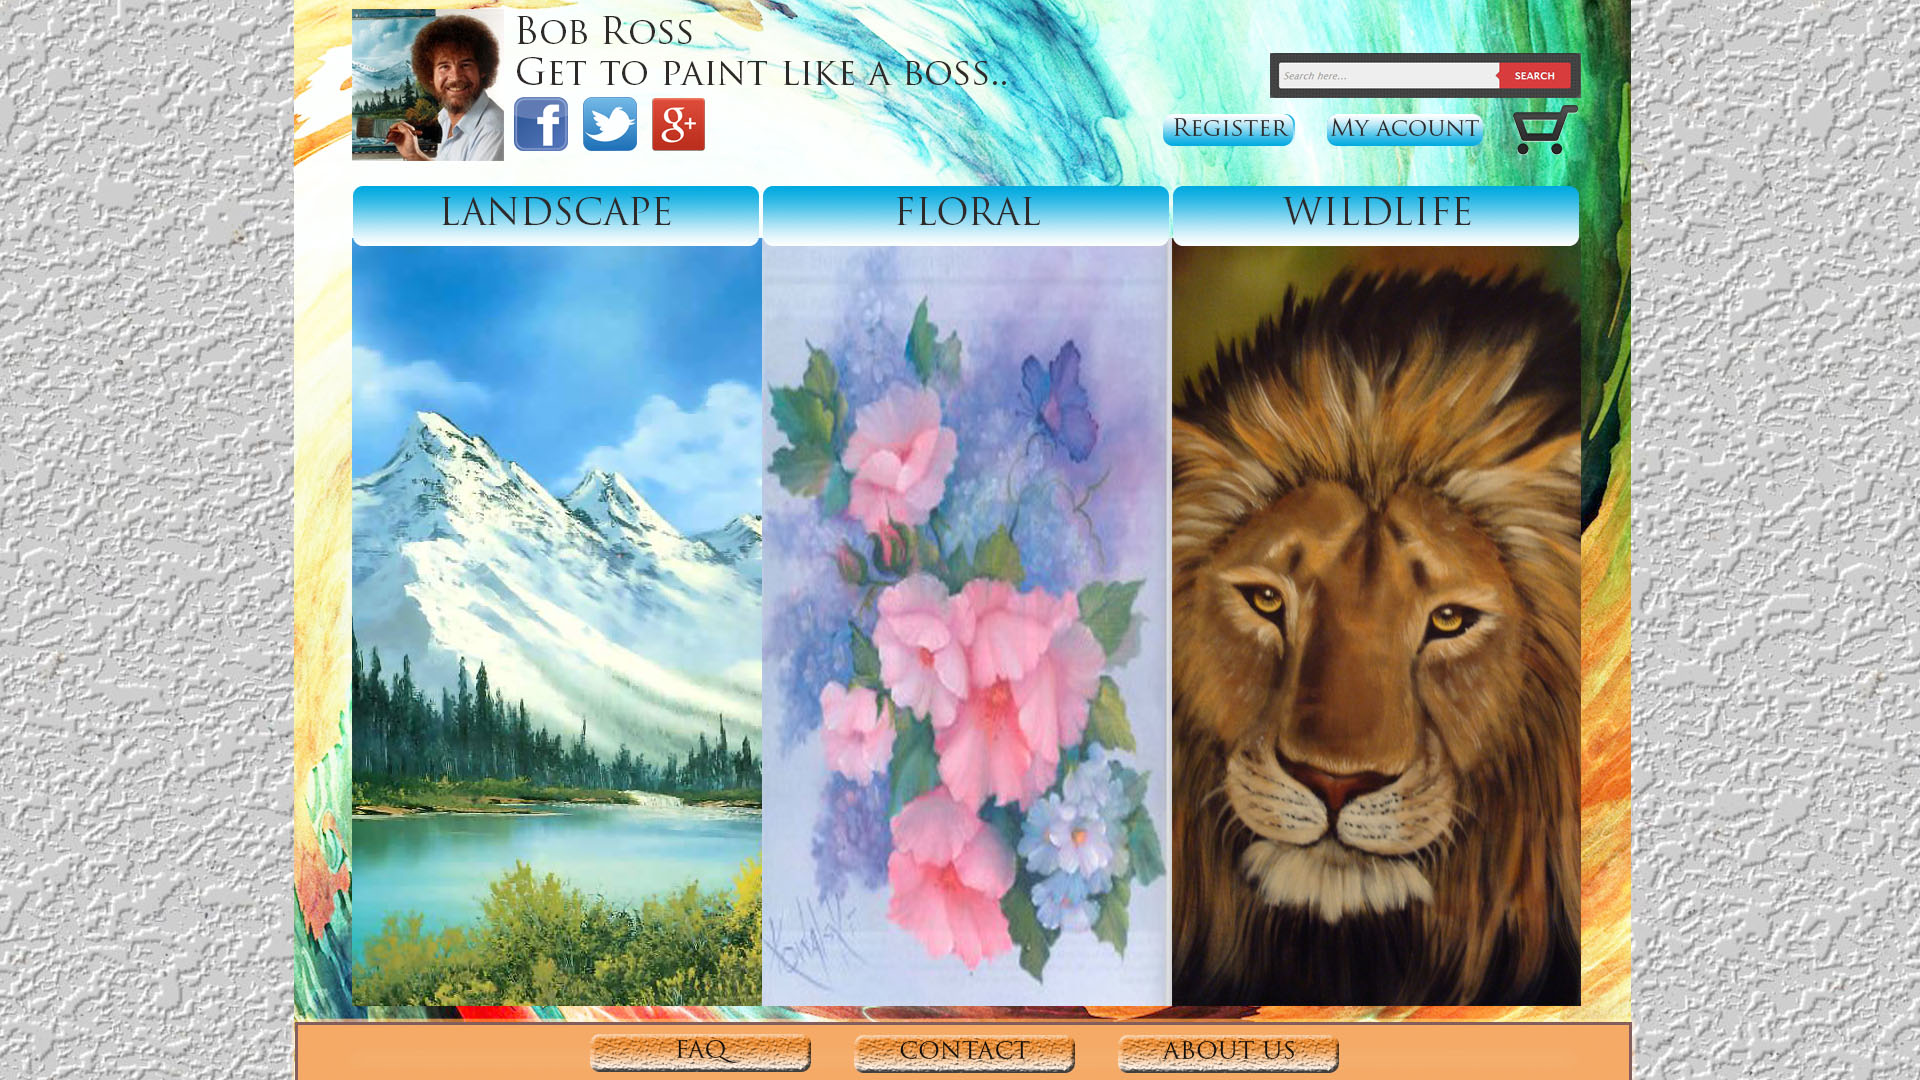 Bob Ross
Get to paint like a boss..
Search here...
SEARCH
Register
My acount
LANDSCAPE
FLORAL
WILDLIFE
FAQ
CONTACT
ABOUT US